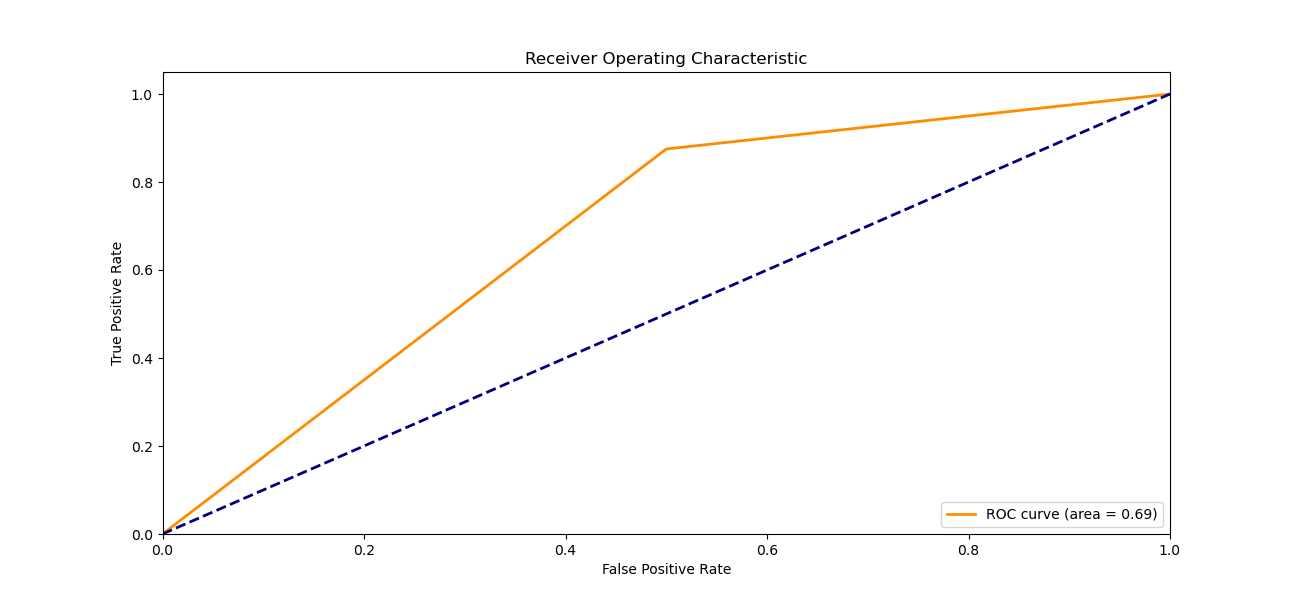 Receiver Operating Characteristic
1.0
0.8
0.6
0.4
0.2
0.0
True Positive Rate
ROC curve (area = 0.69)
0.0 0.2 0.4 0.6 0.8 1.0
False Positive Rate